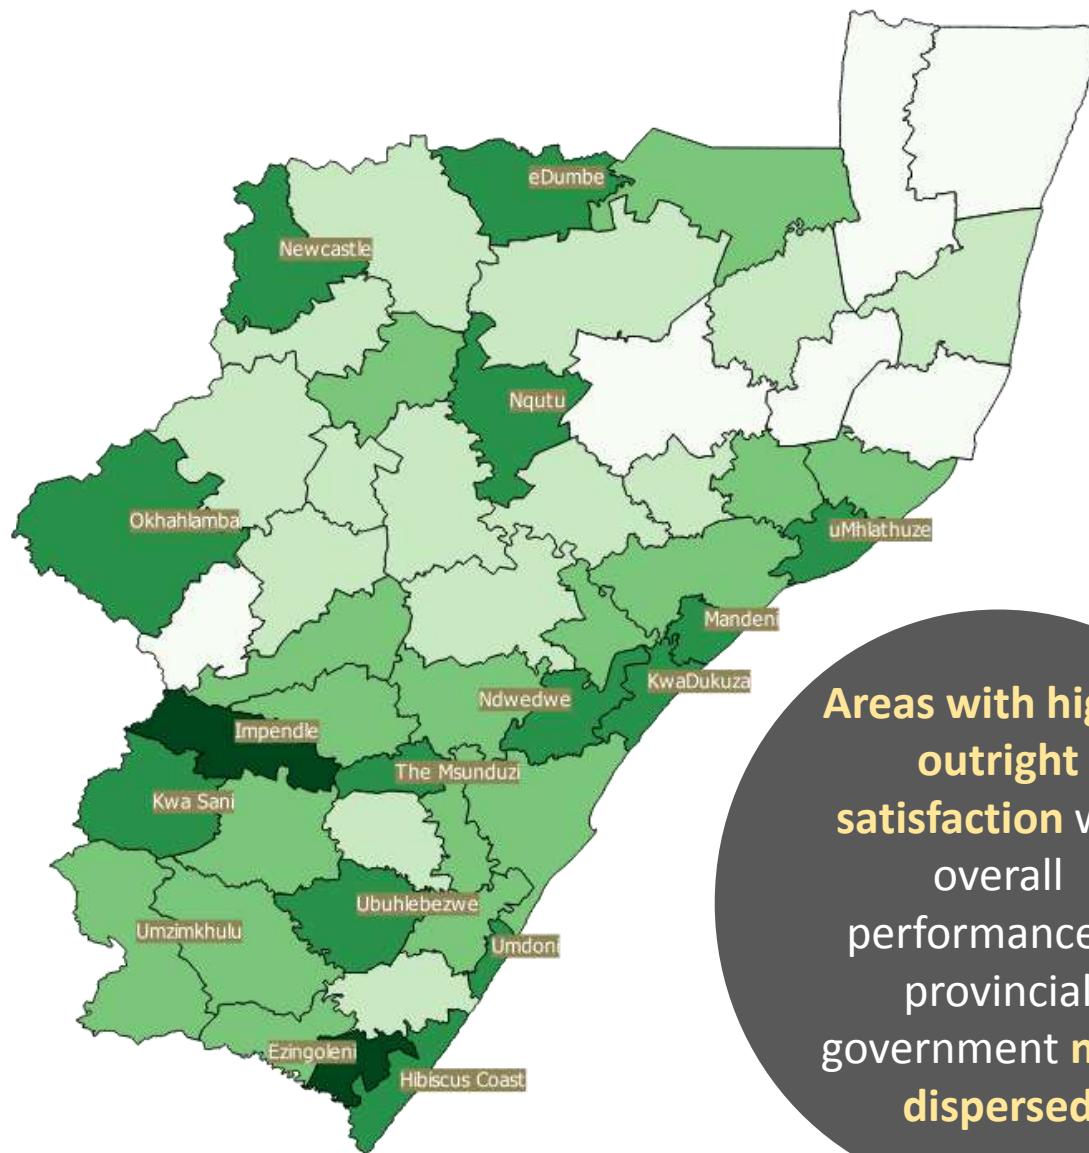 eDumbe
Newcastle
Nqutu
Okhahlamba
uMhlathuze
Mandeni
KwaDukuza
Ndwedwe
Impendle
The Msunduzi
Kwa Sani
Ubuhlebezwe
Umzimkhulu
Umdoni
Ezingoleni
Hibiscus Coast
Areas with
outright
satisfaction
overall
performance
provincial
government
dispersed